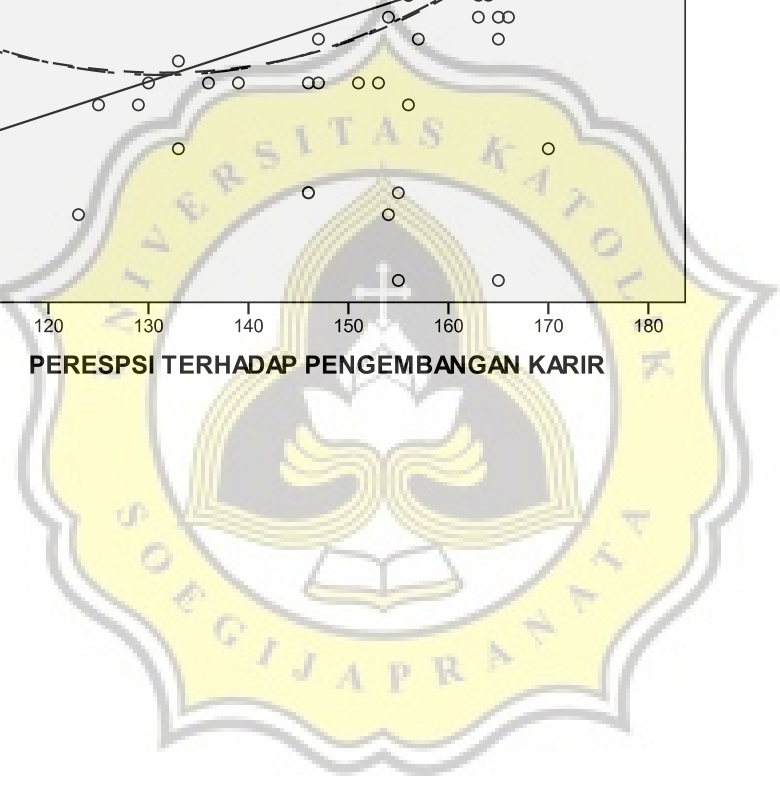 120 130 140 150 160 170 180
PERESPSI TERHADAP PENGEMBANGAN KARIR
UNIVERSITAS KATOLIK
SOEGIJAPRANATA